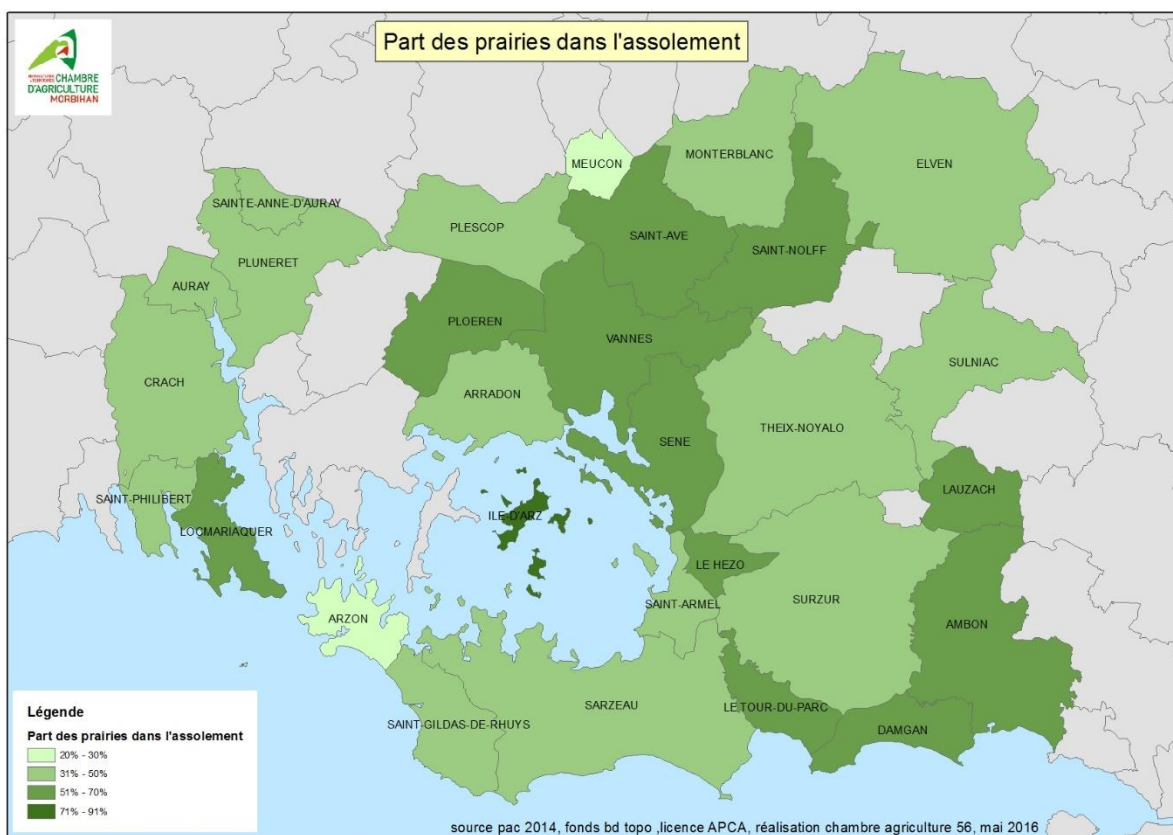 Part des prairies dans l'assolement
CHAMBRE
D'AGRICULTURE
MORBIHAN
MEUCON
MONTERBLANC
ELVEN
SAINTE-ANNE-D'AURAY
PLESCOP
SAINT-AVE
SAINT-NOLFF
PLUNERET
AURAY
PLOEREN
VANNES
SULNIAC
CRACH
ARRADON
THEIX-NOYALO
SENE
LAUZACH
SAINT-PHILIBERT
ILE-D'ARZ
LOCMARIAQUER
LE HEZO
SAINT-ARMEL
SURZUR
ARZON
AMBON
SARZEAU
LE TOUR-DU-PARC
SAINT-GILDAS-DE-RHUYS
DAMGAN
Légende
Part des prairies dans l'assolement
20% - 30%
31% - 50%
51% - 70%
71% - 91%
source pac 2014, fonds bd topo ,licence APCA, réalisation chambre agriculture 56, mai 2016